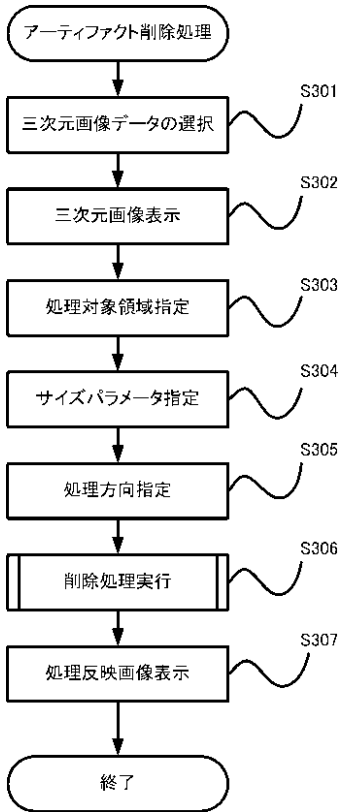 アーティファクト削除処理
S301
三次元画像データの選択
S302
三次元画像表示
S303
処理対象領域指定
S304
サイズパラメータ指定
S305
処理方向指定
S306
削除処理実行
S307
処理反映画像表示
終了